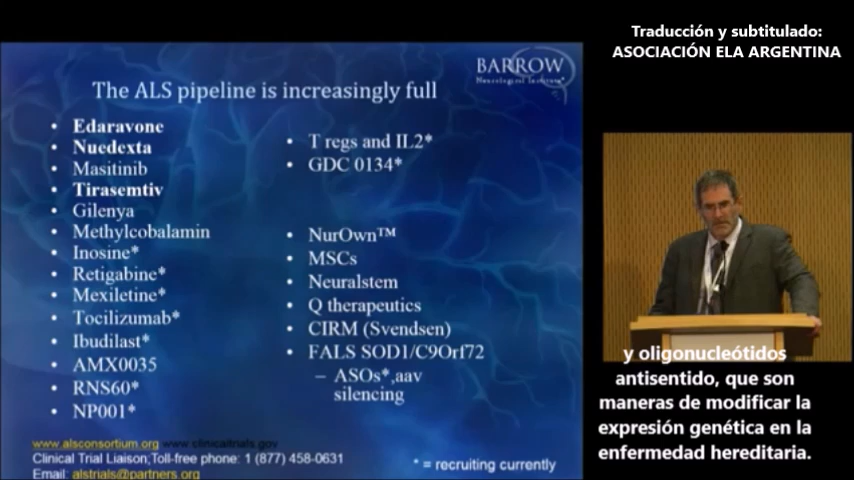 The ALS pipeline is increasingly full
BARROW
Neurological Institute®
• Edaravone
• Nuedexta
• Masitinib
• Tirasemtiv
• Gilenya
• Methylcobalamin
• Inosine*
• Retigabine*
• Mexiletine*
• Tocilizumab*
• Ibudilast*
• AMX0035
• RNS60*
• NP001*
• T regs and IL2*
• GDC 0134*
• NurOwn™
• MSCs
• Neuralstem
• Q therapeutics
• CIRM (Svendsen)
• FALS SOD1/C9Orf72
– ASOs*,aav
silencing
www.alsconsortium.org www.clinicaltrials.gov
Clinical Trial Liaison;Toll-free phone: 1 (877) 458-0631
Email: alstrials@partners.org
* = recruiting currently
Traducción y subtitulado:
ASOCIACIÓN ELA ARGENTINA
y oligonucleótidos
antisentido, que son
maneras de modificar la
expresión genética en la
enfermedad hereditaria.